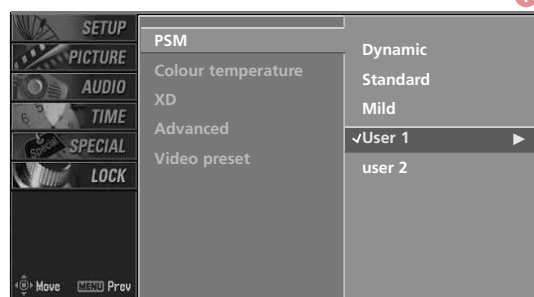 SETUP
PICTURE
AUDIO
TIME
SPECIAL
LOCK
Move MENU Prev
PSM
Colour temperature
XD
Advanced
Video preset
Dynamic
Standard
Mild
✓User 1 ►
user 2